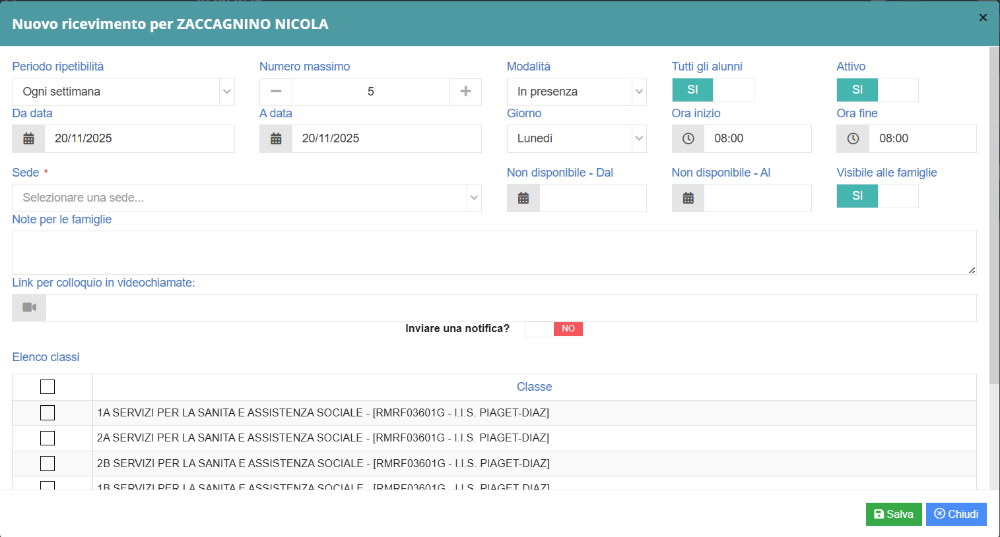 Nuovo ricevimento per ZACCAGNINO NICOLA
Periodo ripetibilità Numero massimo Modalità Tutti gli alunni Attivo
Ogni settimana 5 In presenza SI SI
Da data A data Giorno Ora inizio Ora fine
20/11/2025 20/11/2025 Lunedì 08:00 08:00
Sede * Non disponibile - Dal Non disponibile - Al Visibile alle famiglie
Selezionare una sede... SI
Note per le famiglie
Link per colloquio in videochiamate:
Inviare una notifica? NO
Elenco classi
Classe
1A SERVIZI PER LA SANITA E ASSISTENZA SOCIALE - [RMRF03601G - I.I.S. PIAGET-DIAZ]
2A SERVIZI PER LA SANITA E ASSISTENZA SOCIALE - [RMRF03601G - I.I.S. PIAGET-DIAZ]
2B SERVIZI PER LA SANITA E ASSISTENZA SOCIALE - [RMRF03601G - I.I.S. PIAGET-DIAZ]
1B SERVIZI PER LA SANITA E ASSISTENZA SOCIALE - [RMRF03601G - I.I.S. PIAGET-DIAZ]
Salva Chiudi